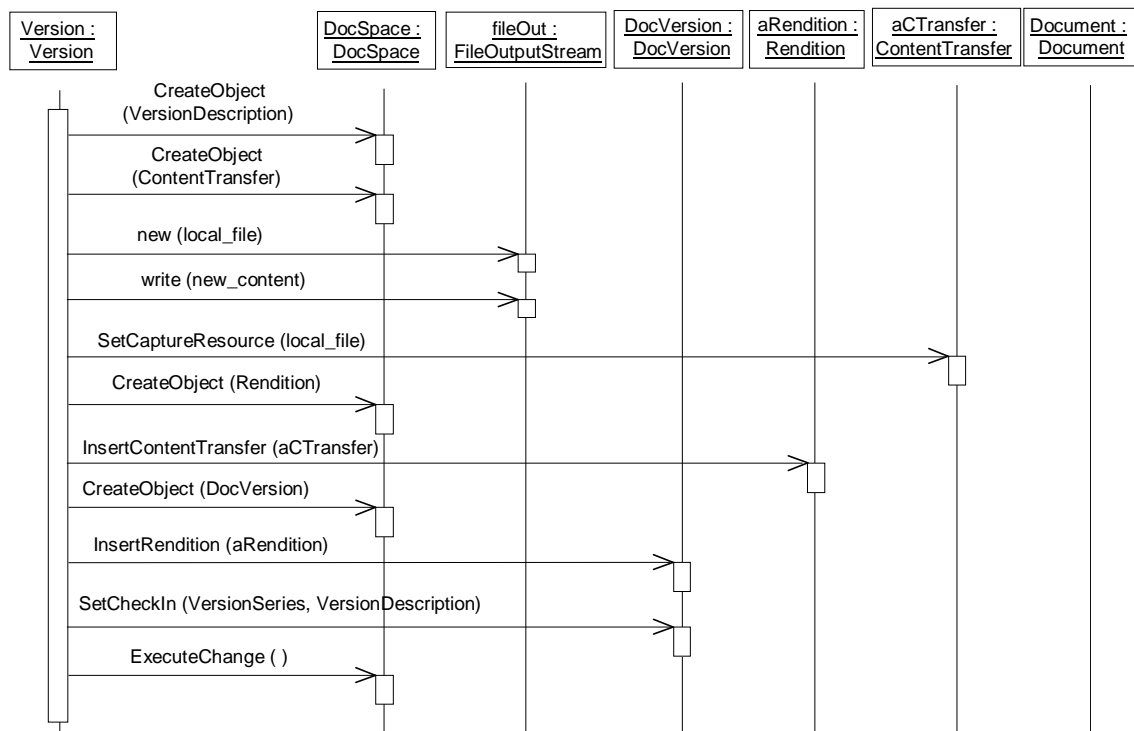 Version :
Version
DocSpace :
DocSpace
fileOut :
FileOutputStream
DocVersion :
DocVersion
aRendition :
Rendition
aCTransfer :
ContentTransfer
Document :
Document
CreateObject
(VersionDescription)
CreateObject
(ContentTransfer)
new (local_file)
write (new_content)
SetCaptureResource (local_file)
CreateObject (Rendition)
InsertContentTransfer (aCTransfer)
CreateObject (DocVersion)
InsertRendition (aRendition)
SetCheckIn (VersionSeries, VersionDescription)
ExecuteChange ( )